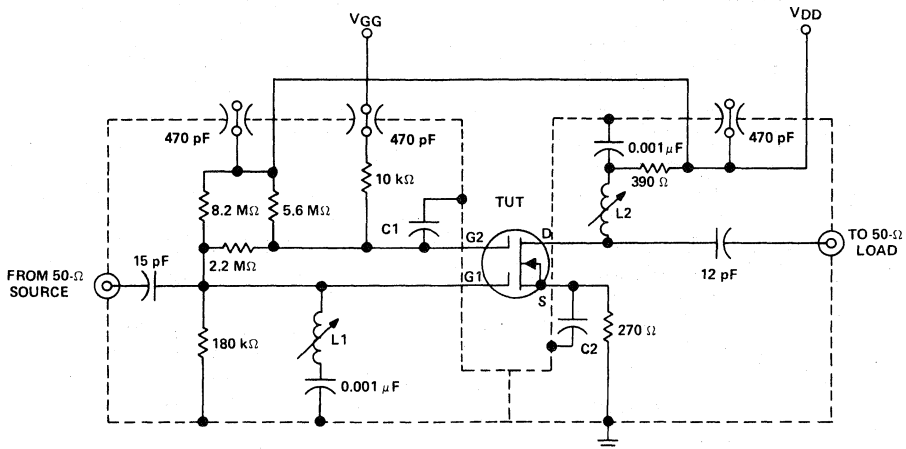 VGG
VDD
470 pF
470 pF
0.001 μF
470 pF
390 Ω
10 kΩ
TUT
8.2 MΩ
5.6 MΩ
C1
L2
G2
D
TO 50-Ω
LOAD
2.2 MΩ
15 pF
FROM 50-Ω
SOURCE
G1
12 pF
S
180 kΩ
L1
C2
270 Ω
0.001 μF